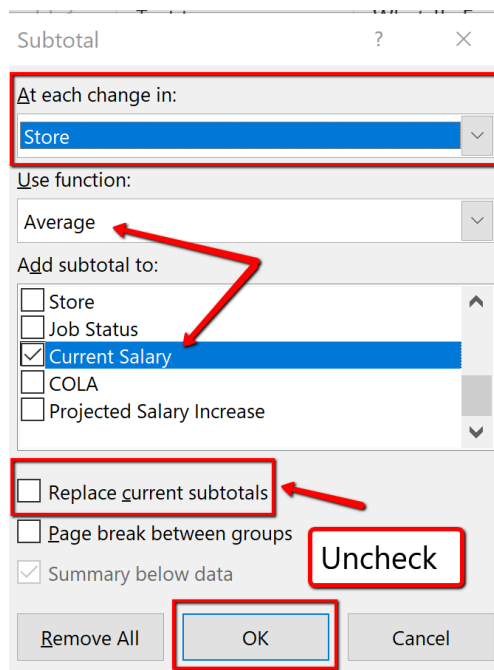 Subtotal ? ×
At each change in:
Store
Use function:
Average
Add subtotal to:
Store
Job Status
Current Salary
COLA
Projected Salary Increase
Replace current subtotals
Page break between groups
Uncheck
Summary below data
Remove All OK Cancel